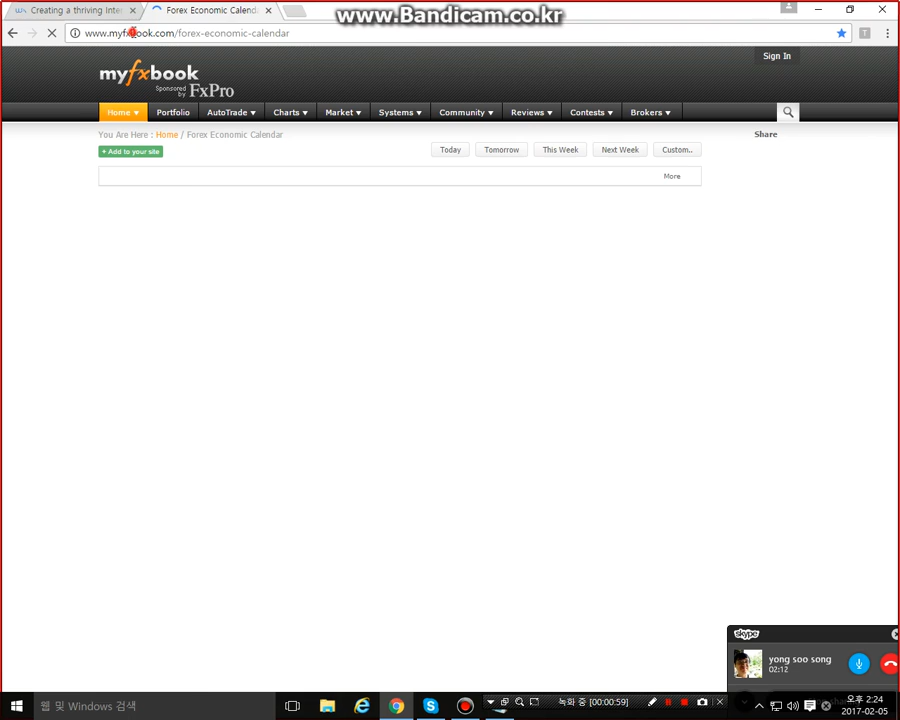 www.Bandicam.co.kr
Creating a thriving Inter
Forex Economic Calenda
www.myfxbook.com/forex-economic-calendar
T
Sign In
myfxbook
Sponsored by FxPro
Home
Portfolio
AutoTrade
Charts
Market
Systems
Community
Reviews
Contests
Brokers
You Are Here : Home / Forex Economic Calendar
Share
+ Add to your site
Today
Tomorrow
This Week
Next Week
Custom..
More
skype
yong soo song
02:12
웹 및 Windows 검색
녹화 중 [00:00:59]
오후 2:24
2017-02-05